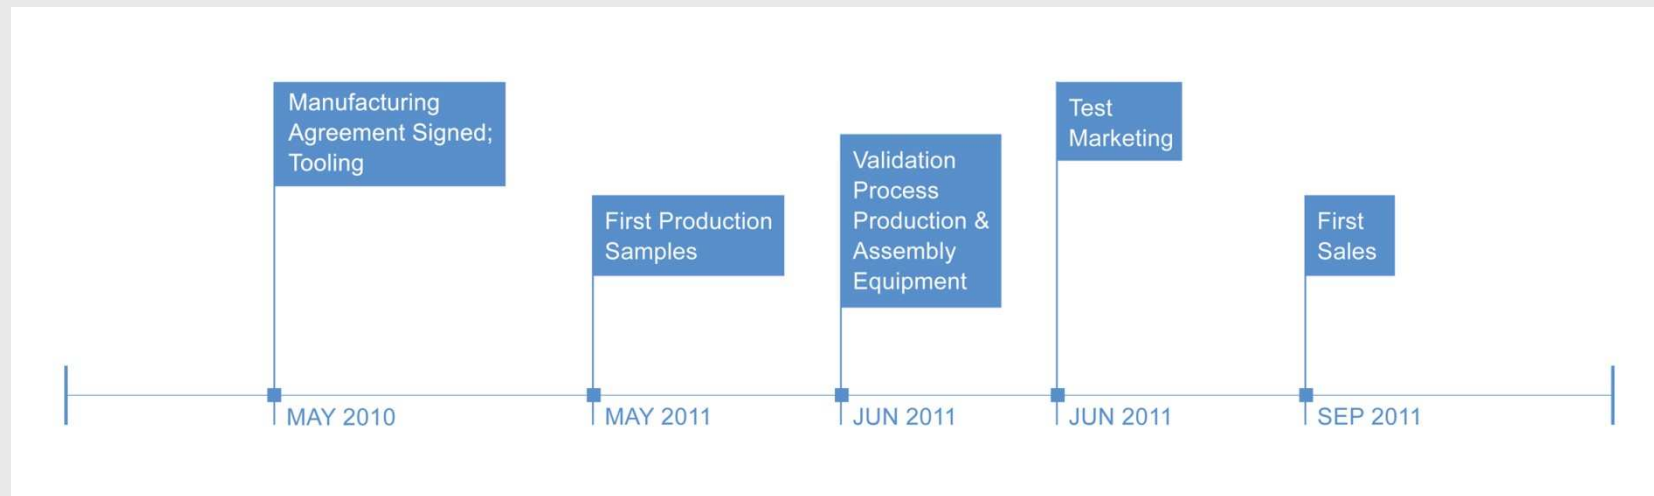 Manufacturing
Agreement Signed;
Tooling
First Production
Samples
Validation
Process
Production &
Assembly
Equipment
Test
Marketing
First
Sales
MAY 2010
MAY 2011
JUN 2011
JUN 2011
SEP 2011